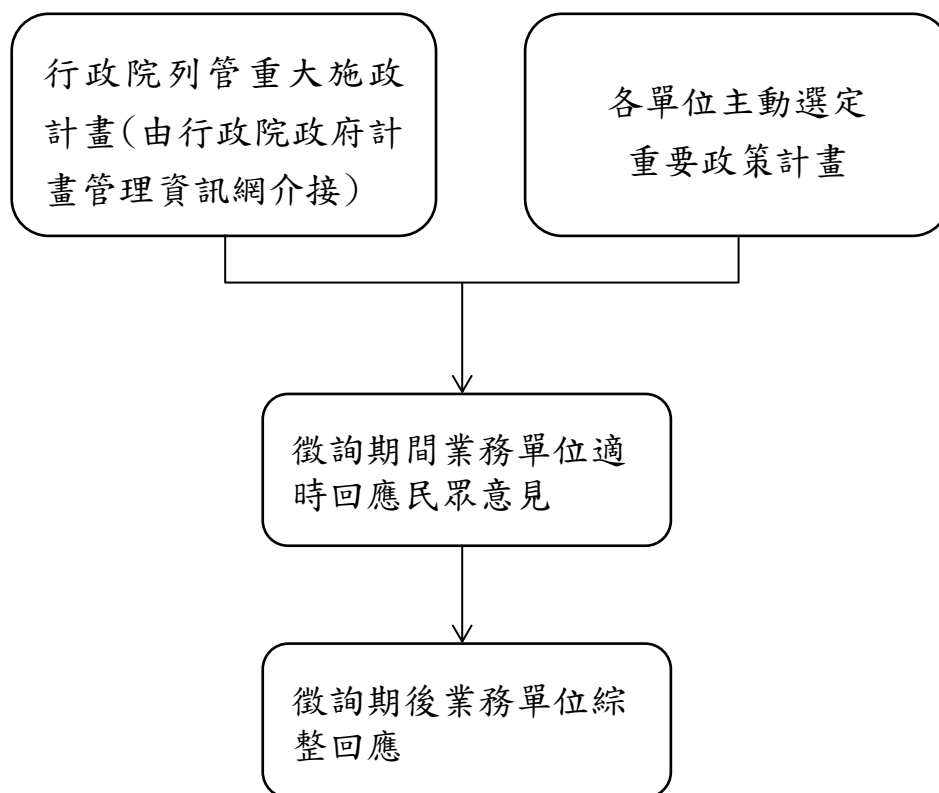 行政院列管重大施政
計畫(由行政院政府計
畫管理資訊網介接)
各單位主動選定
重要政策計畫
徵詢期間業務單位適
時回應民眾意見
徵詢期後業務單位綜
整回應